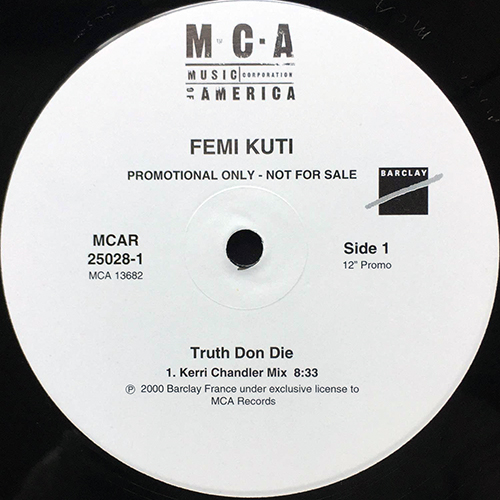 M·C·A
MUSIC CORPORATION
OF AMERICA
FEMI KUTI
PROMOTIONAL ONLY - NOT FOR SALE
BARCLAY
MCAR
25028-1
MCA 13682
Side 1
12" Promo
Truth Don Die
1. Kerri Chandler Mix 8:33
℗ 2000 Barclay France under exclusive license to
MCA Records